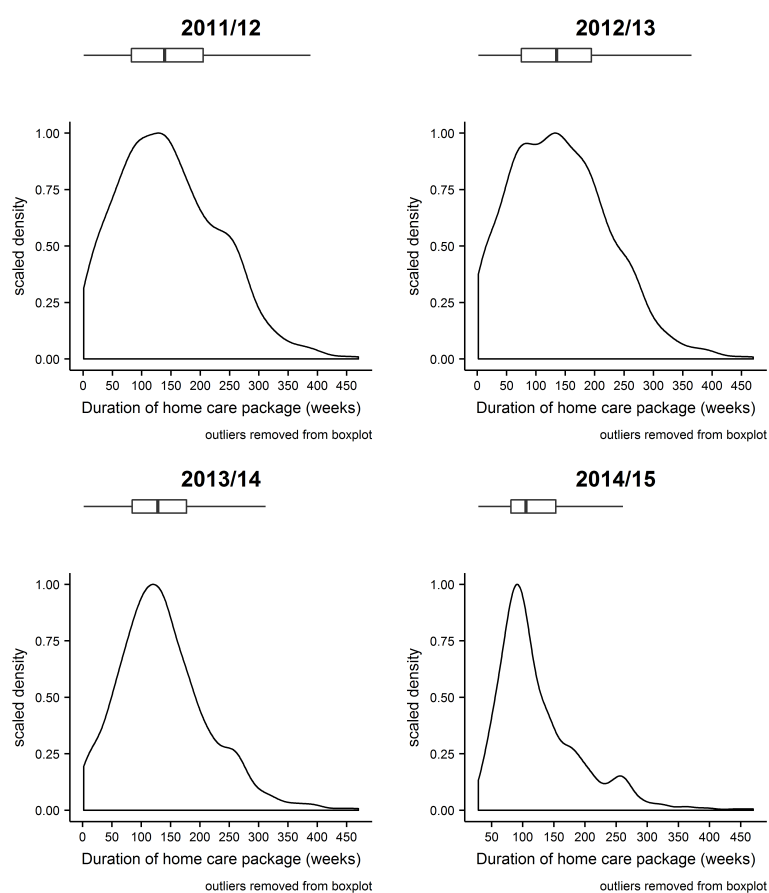 2011/12
1.00
0.75
0.50
0.25
0.00
scaled density
0 50 100 150 200 250 300 350 400 450
Duration of home care package (weeks)
outliers removed from boxplot
2012/13
1.00
0.75
0.50
0.25
0.00
scaled density
0 50 100 150 200 250 300 350 400 450
Duration of home care package (weeks)
outliers removed from boxplot
2013/14
1.00
0.75
0.50
0.25
0.00
scaled density
0 50 100 150 200 250 300 350 400 450
Duration of home care package (weeks)
outliers removed from boxplot
2014/15
1.00
0.75
0.50
0.25
0.00
scaled density
50 100 150 200 250 300 350 400 450
Duration of home care package (weeks)
outliers removed from boxplot